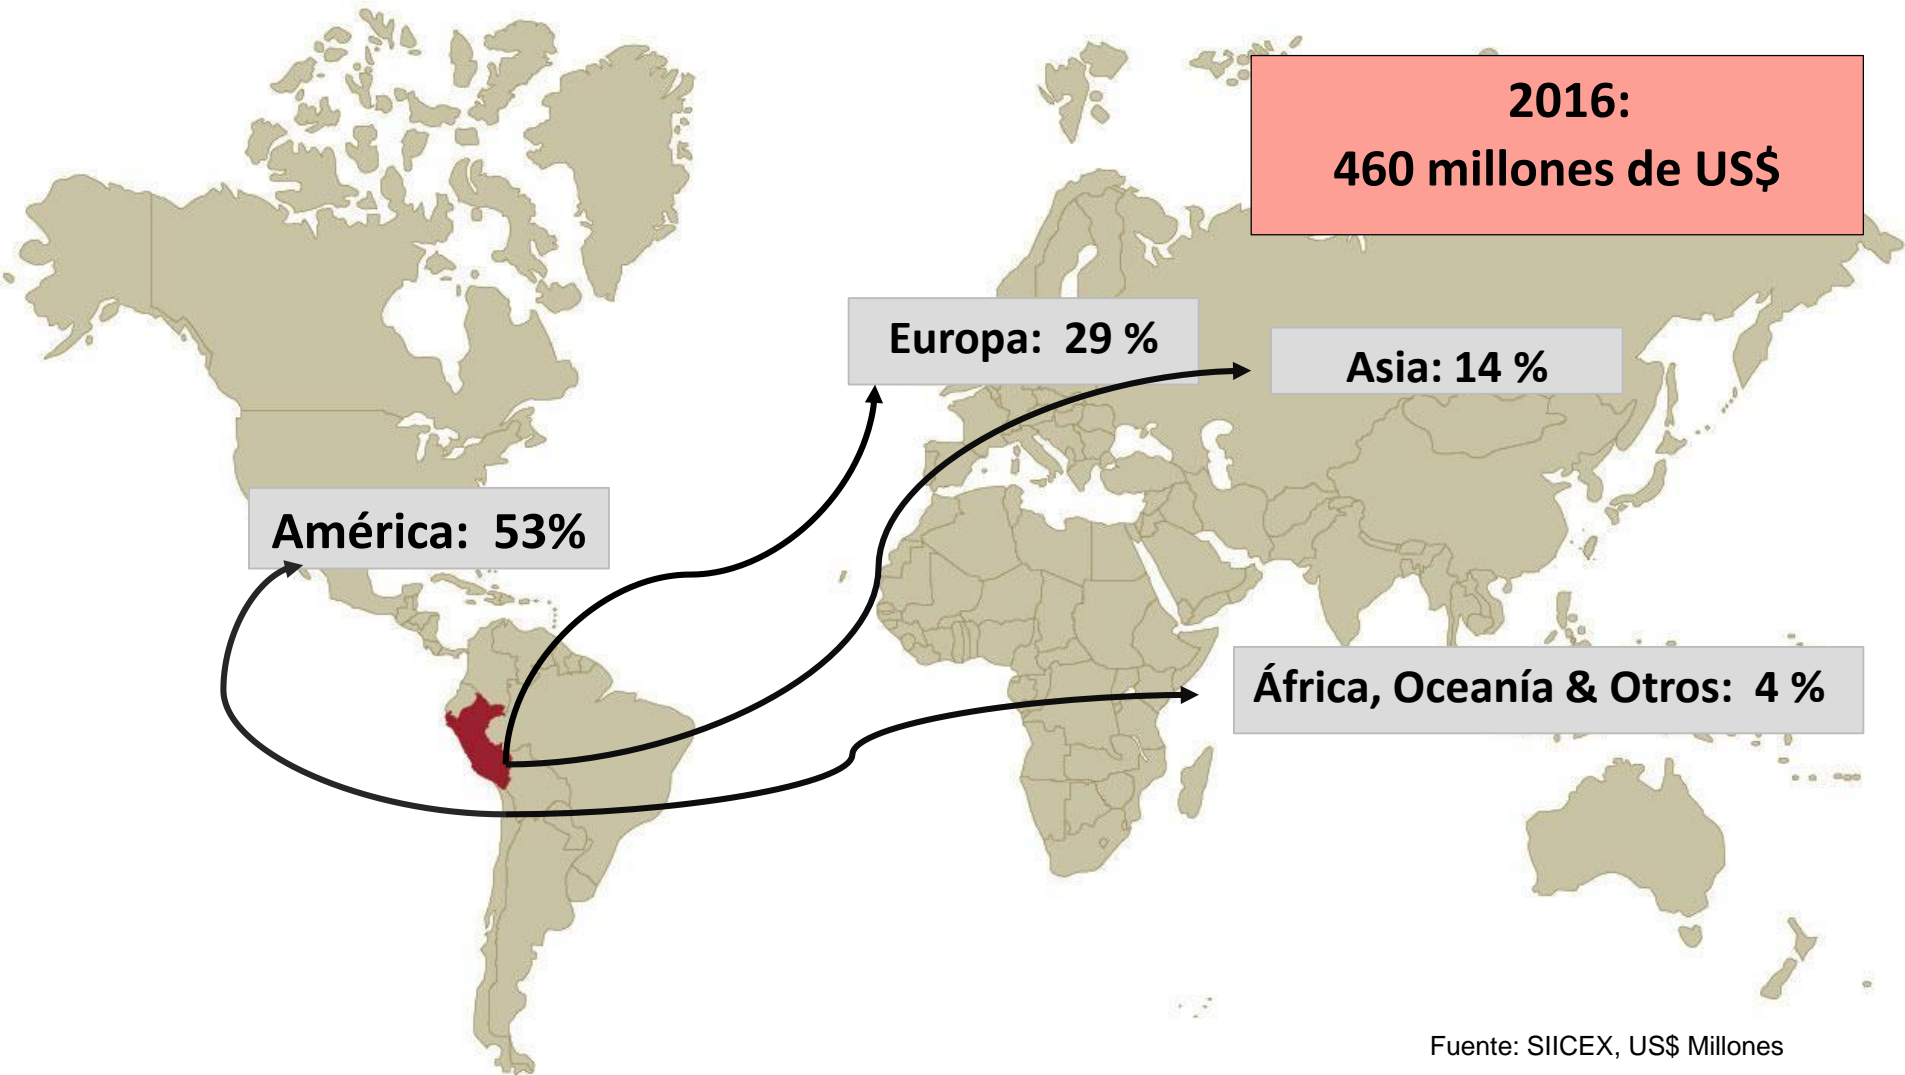 2016:
460 millones de US$
Europa: 29 %
Asia: 14 %
América: 53%
África, Oceanía & Otros: 4 %
Fuente: SIICEX, US$ Millones